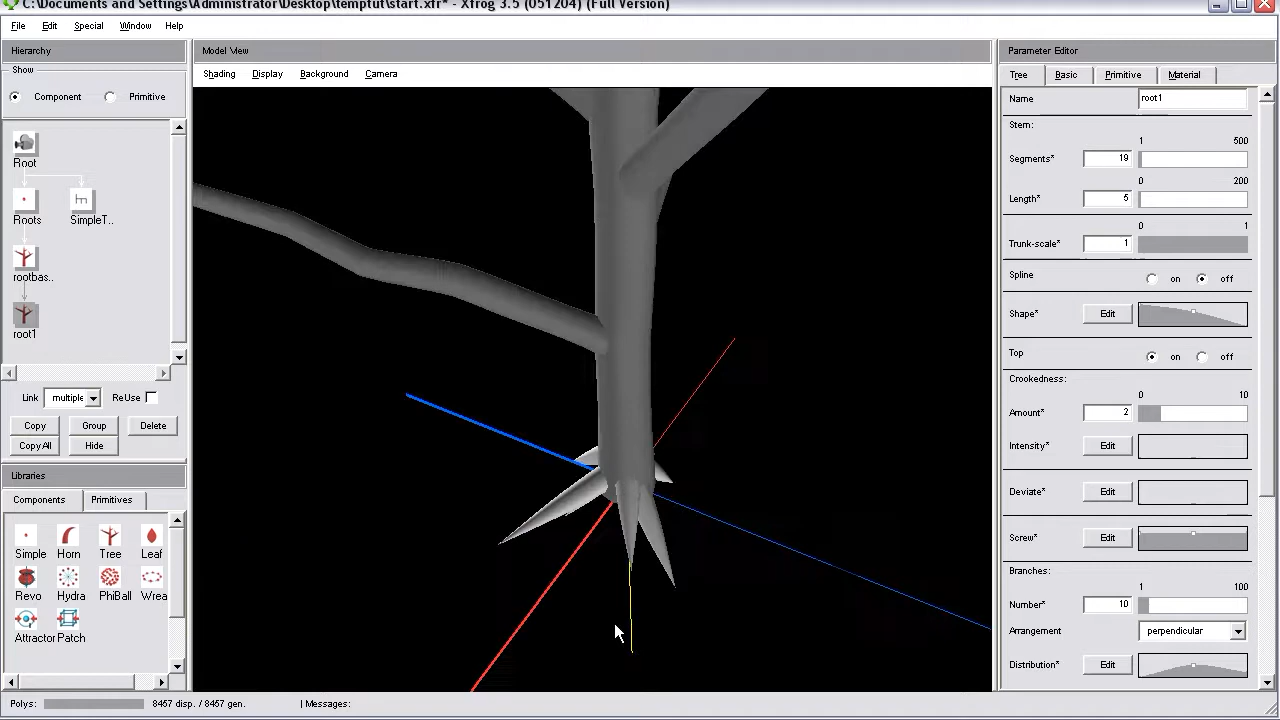 C:\Documents and Settings\Administrator\Desktop\temptut\start.xfr* - Xfrog 3.5 (051204) (Full Version)
File Edit Special Window Help
Hierarchy
Show
Component Primitive
Root
Roots SimpleT..
rootbas..
root1
Link multiple ReUse
Copy Group Delete
Copy All Hide
Libraries
Components Primitives
Simple Horn Tree Leaf
Revo Hydra PhiBall Wrea
Attractor Patch
Model View
Shading Display Background Camera
Parameter Editor
Tree Basic Primitive Material
Name root1
Stem:
1 500
Segments* 19
0 200
Length* 5
0 1
Trunk-scale* 1
Spline on off
Shape* Edit
Top on off
Crookedness:
0 10
Amount* 2
Intensity* Edit
Deviate* Edit
Screw* Edit
Branches:
1 100
Number* 10
Arrangement perpendicular
Distribution* Edit
Polys: 8457 disp. / 8457 gen. | Messages: